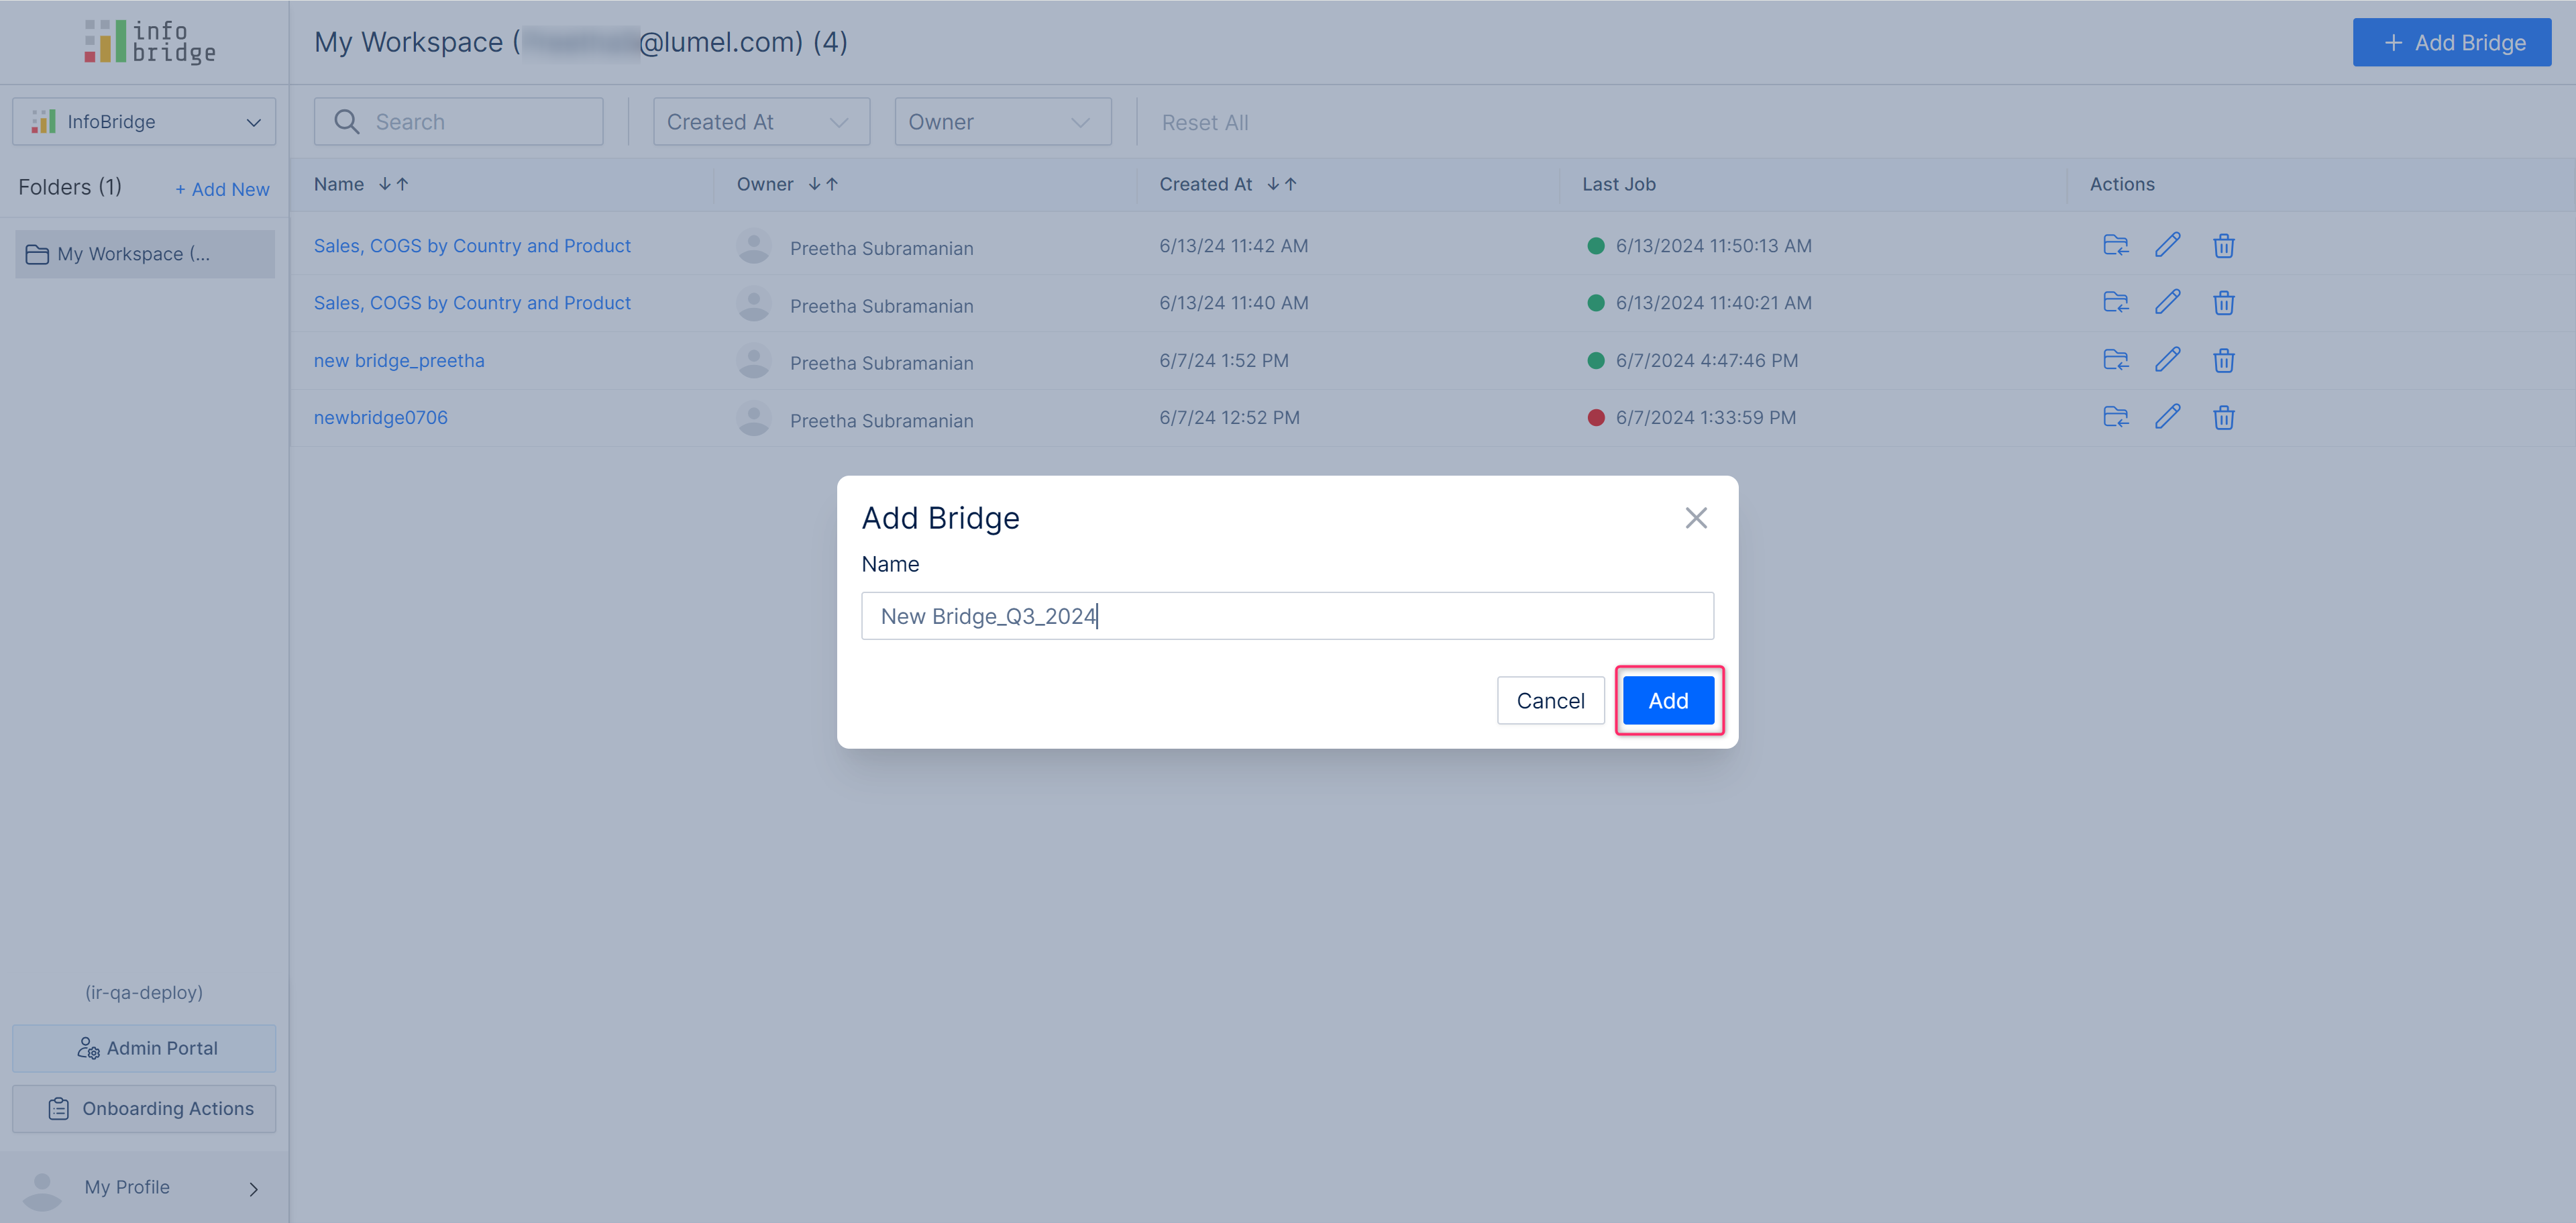 info
bridge
My Workspace ( @lumel.com) (4)
+ Add Bridge
InfoBridge
Search
Created At
Owner
Reset All
Folders (1)
+ Add New
Name
Owner
Created At
Last Job
Actions
My Workspace (...
Sales, COGS by Country and Product
Preetha Subramanian
6/13/24 11:42 AM
6/13/2024 11:50:13 AM
Sales, COGS by Country and Product
Preetha Subramanian
6/13/24 11:40 AM
6/13/2024 11:40:21 AM
new bridge_preetha
Preetha Subramanian
6/7/24 1:52 PM
6/7/2024 4:47:46 PM
newbridge0706
Preetha Subramanian
6/7/24 12:52 PM
6/7/2024 1:33:59 PM
Add Bridge
Name
New Bridge_Q3_2024
Cancel
Add
(ir-qa-deploy)
Admin Portal
Onboarding Actions
My Profile